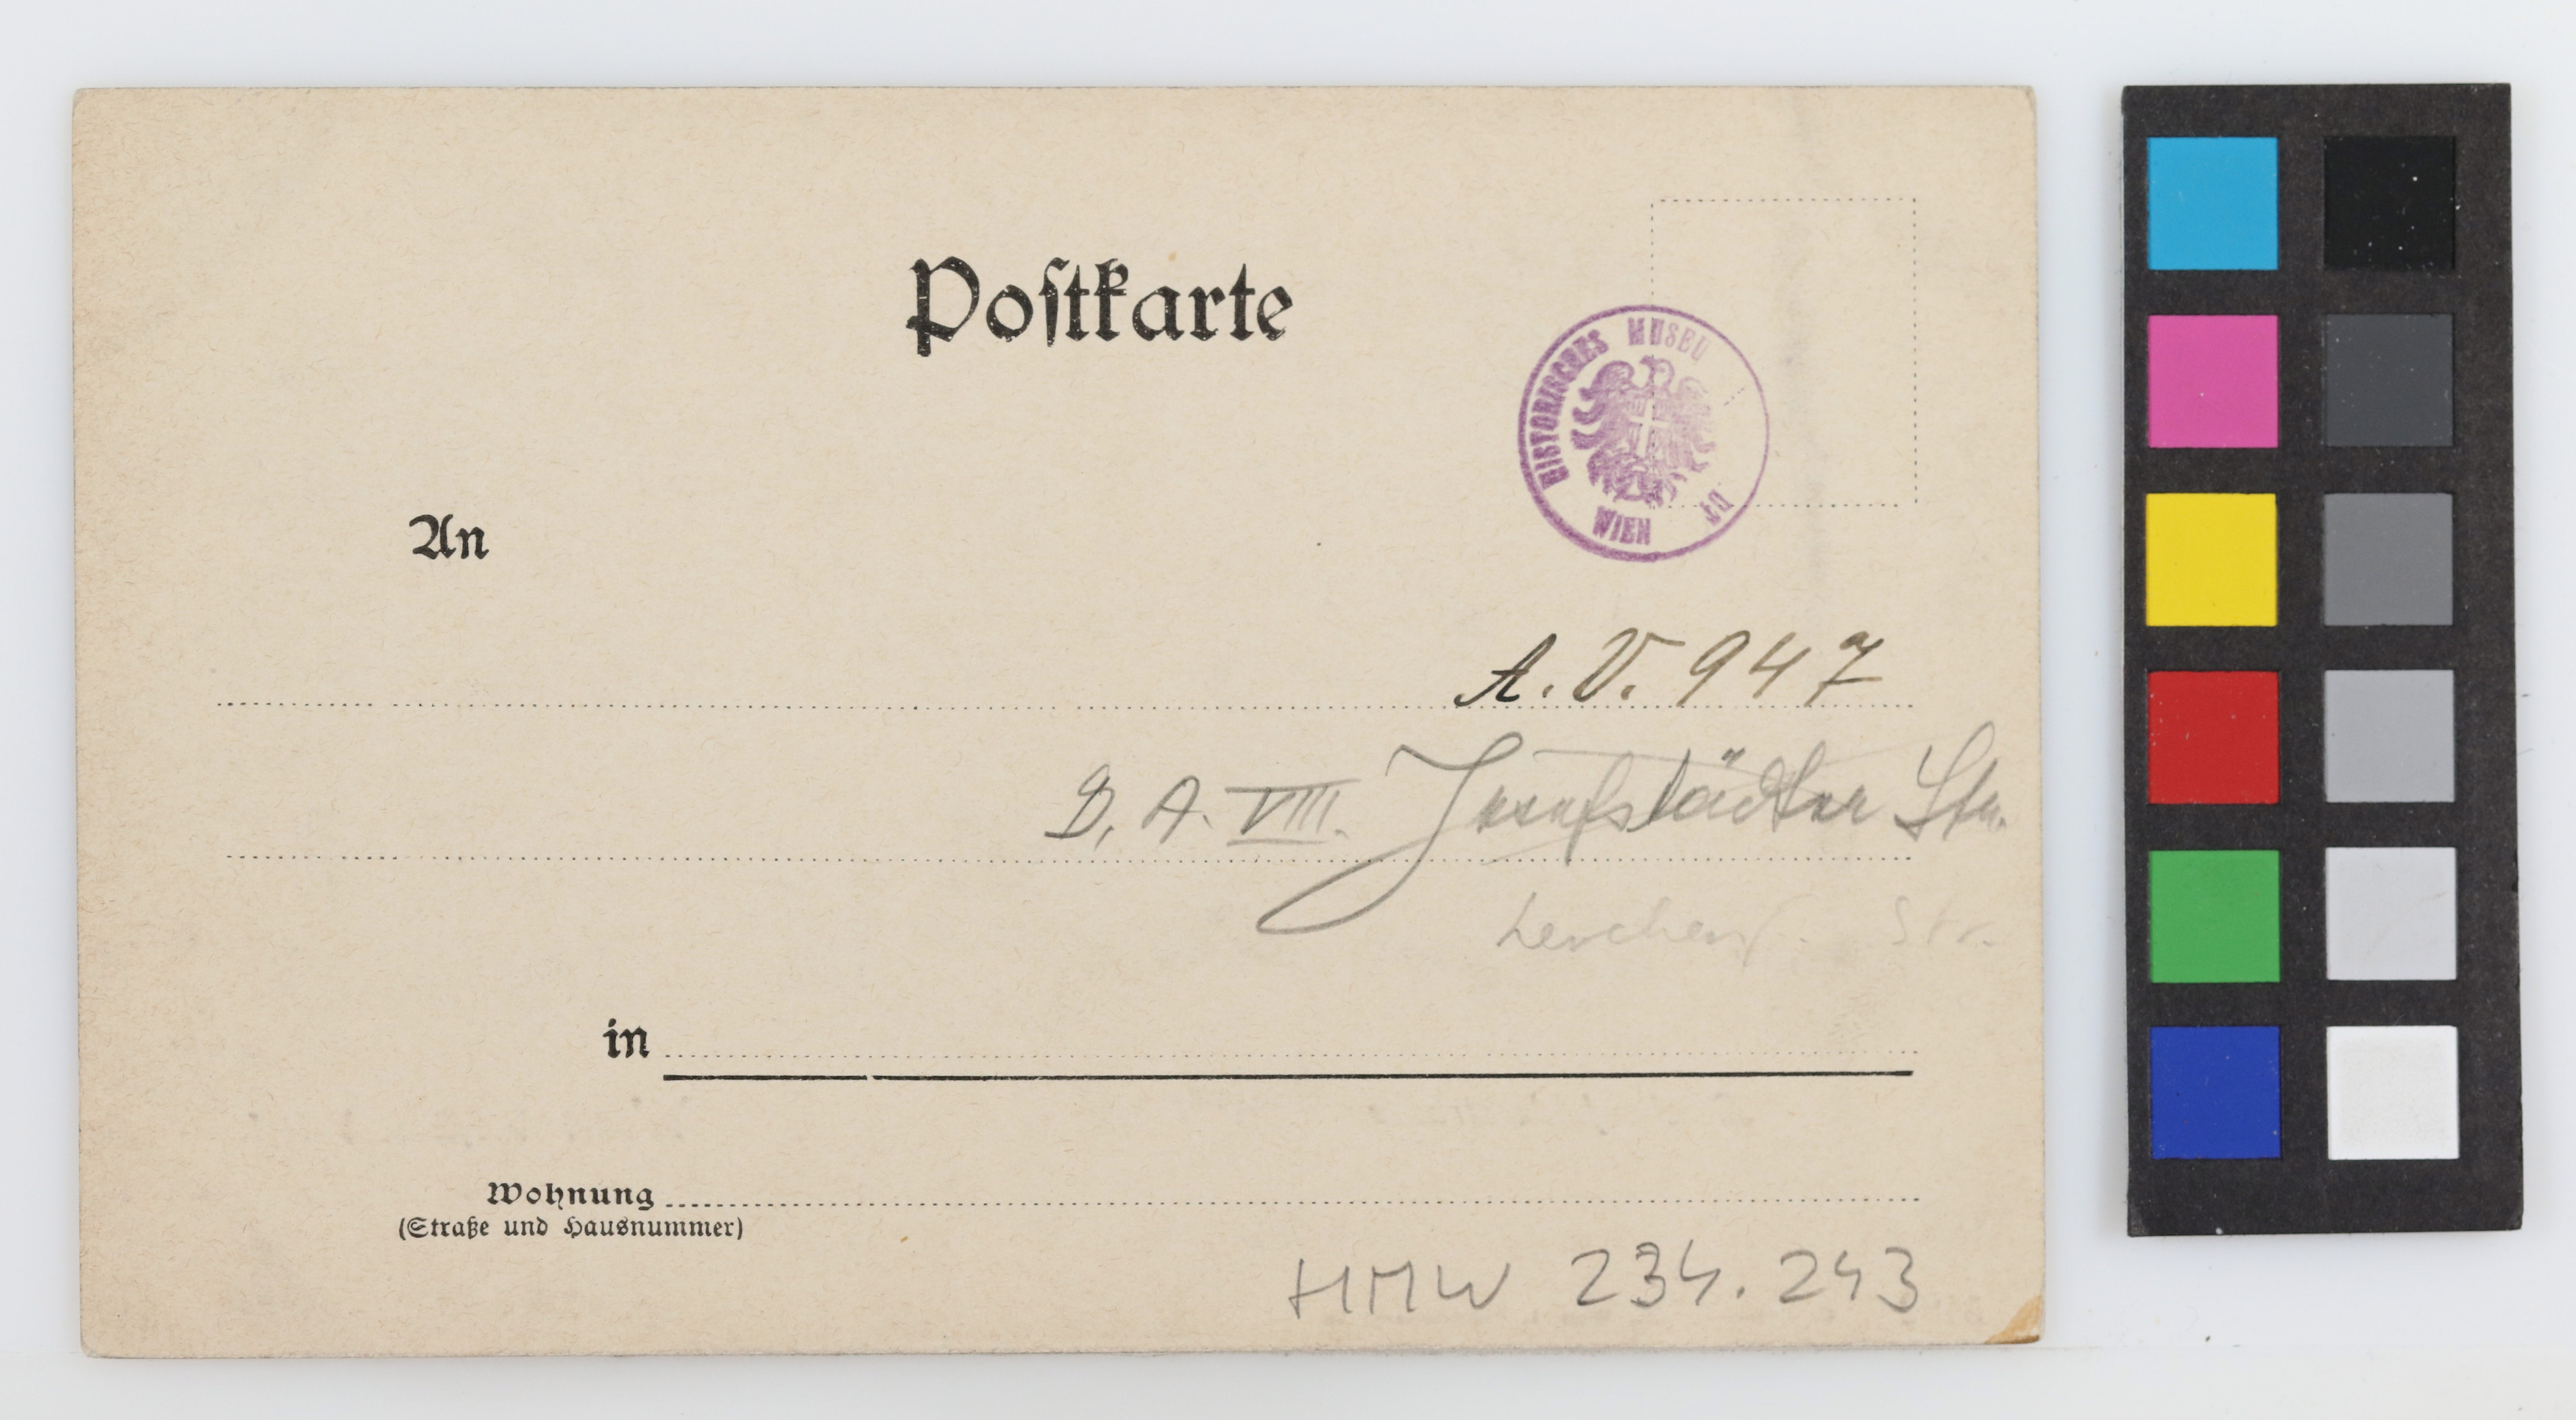 Postkarte
HISTORISCHES MUSEU
WIEN
An
A. V. 947
D. A. VIII. Josefstädter Str.
Lerchenf. Str.
in
Wohnung
(Straße und Hausnummer)
HMW 234.243